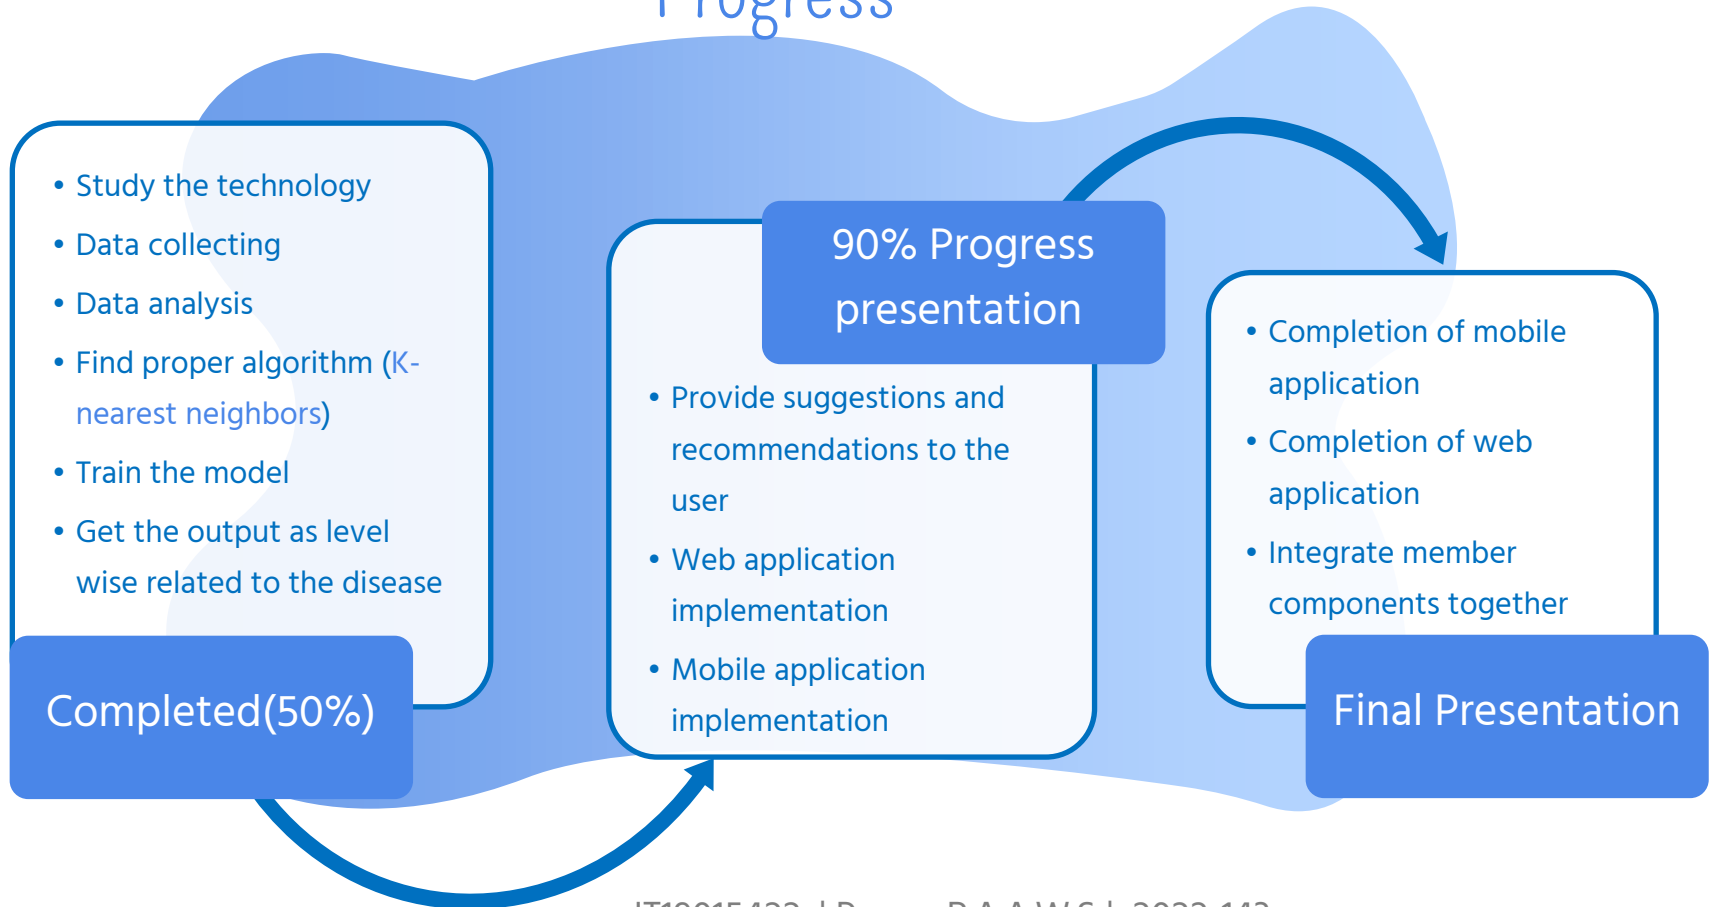 Progress
• Study the technology
• Data collecting
• Data analysis
• Find proper algorithm (K-
nearest neighbors)
• Train the model
• Get the output as level
wise related to the disease
Completed(50%)
90% Progress
presentation
• Provide suggestions and
recommendations to the
user
• Web application
implementation
• Mobile application
implementation
• Completion of mobile
application
• Completion of web
application
• Integrate member
components together
Final Presentation